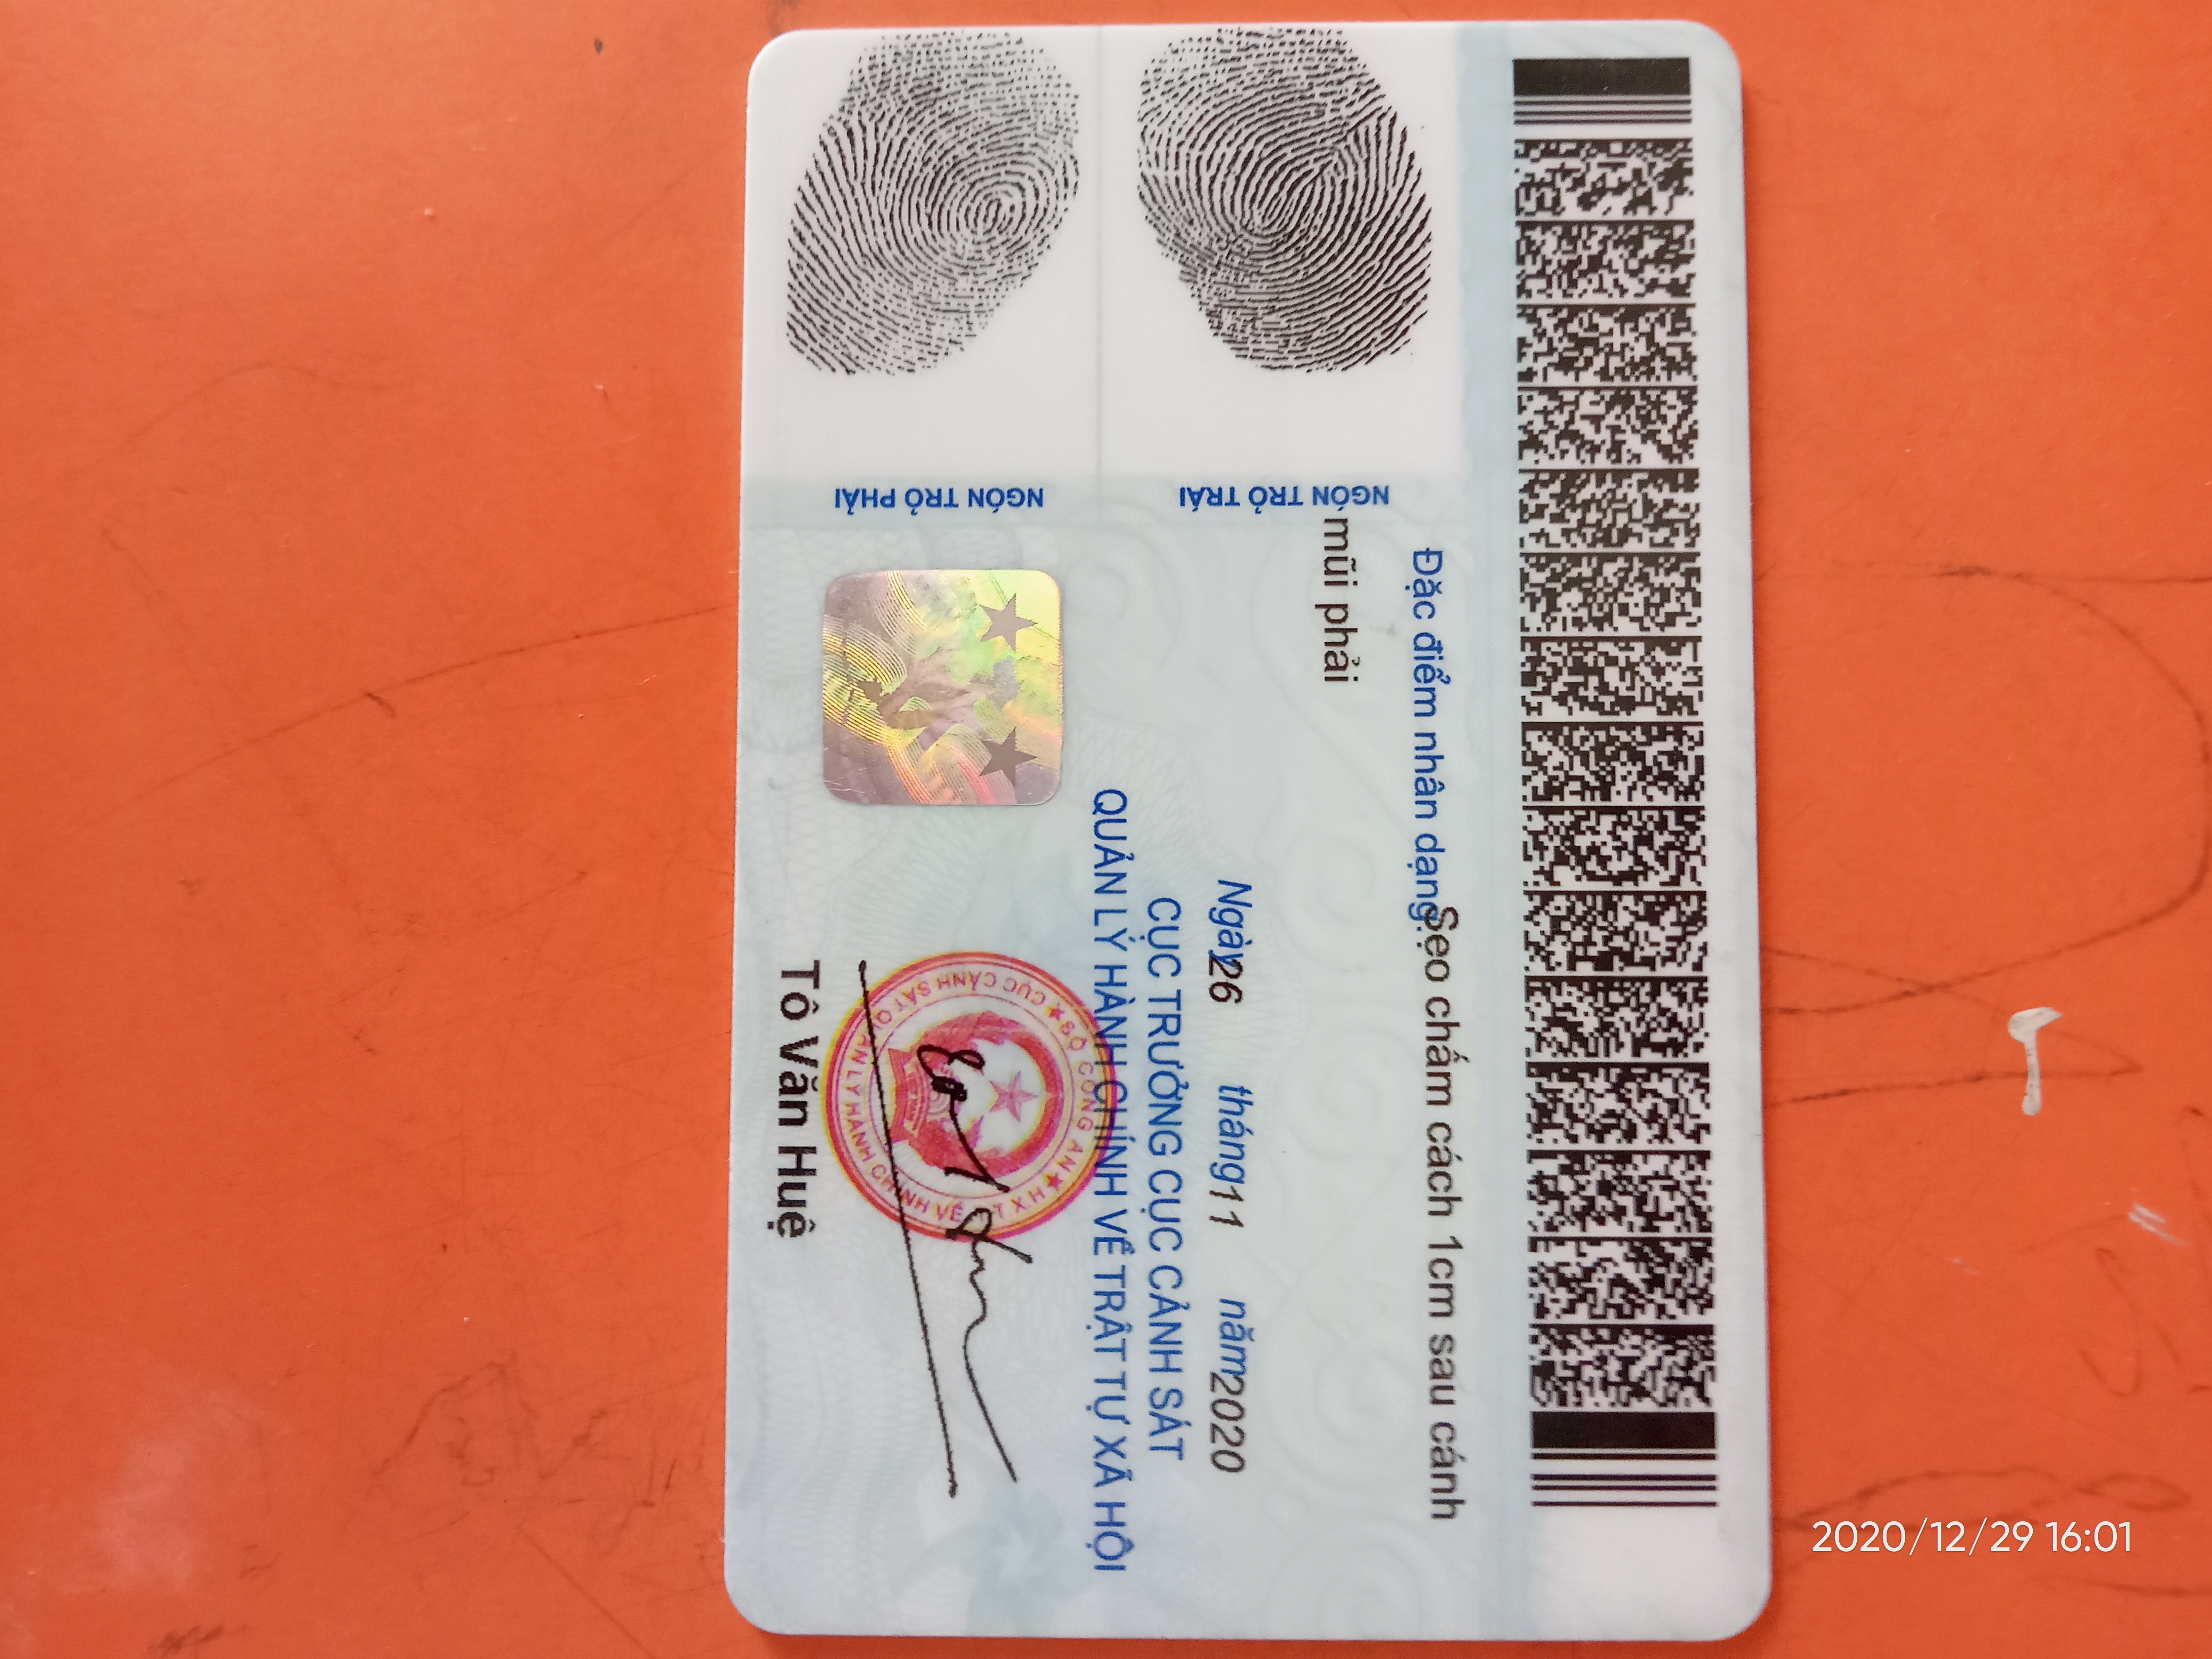 Đặc điểm nhân dạng: Sẹo chấm cách 1cm sau cánh
mũi phải
NGÓN TRỎ TRÁI
NGÓN TRỎ PHẢI
Ngày 26 tháng 11 năm 2020
CỤC TRƯỞNG CỤC CẢNH SÁT
QUẢN LÝ HÀNH CHÍNH VỀ TRẬT TỰ XÃ HỘI
★ BỘ CÔNG AN ★
CỤC CẢNH SÁT QUẢN LÝ HÀNH CHÍNH VỀ TTXH
Tô Văn Huệ
2020/12/29 16:01